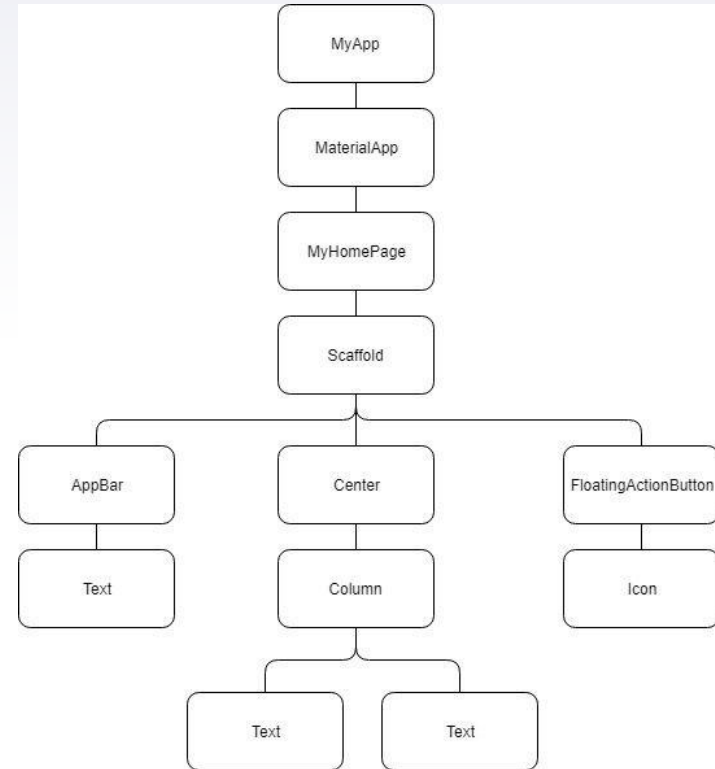 MyApp
MaterialApp
MyHomePage
Scaffold
AppBar
Center
FloatingActionButton
Text
Column
Icon
Text
Text